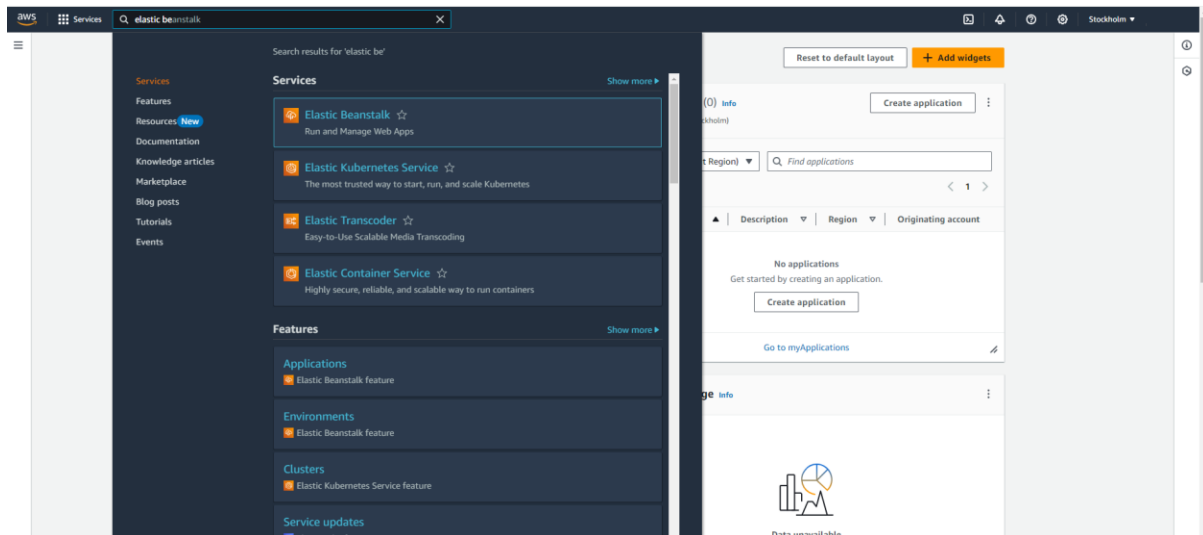 aws
Services
elastic beanstalk
Stockholm
Search results for 'elastic be'
Services
Features
Resources New
Documentation
Knowledge articles
Marketplace
Blog posts
Tutorials
Events
Services
Show more
Elastic Beanstalk
Run and Manage Web Apps
Elastic Kubernetes Service
The most trusted way to start, run, and scale Kubernetes
Elastic Transcoder
Easy-to-Use Scalable Media Transcoding
Elastic Container Service
Highly secure, reliable, and scalable way to run containers
Features
Show more
Applications
Elastic Beanstalk feature
Environments
Elastic Beanstalk feature
Clusters
Elastic Kubernetes Service feature
Service updates
Reset to default layout
+ Add widgets
(0) Info
Create application
ckholm)
t Region)
Find applications
1
Description
Region
Originating account
No applications
Get started by creating an application.
Create application
Go to myApplications
ge Info
Data unavailable